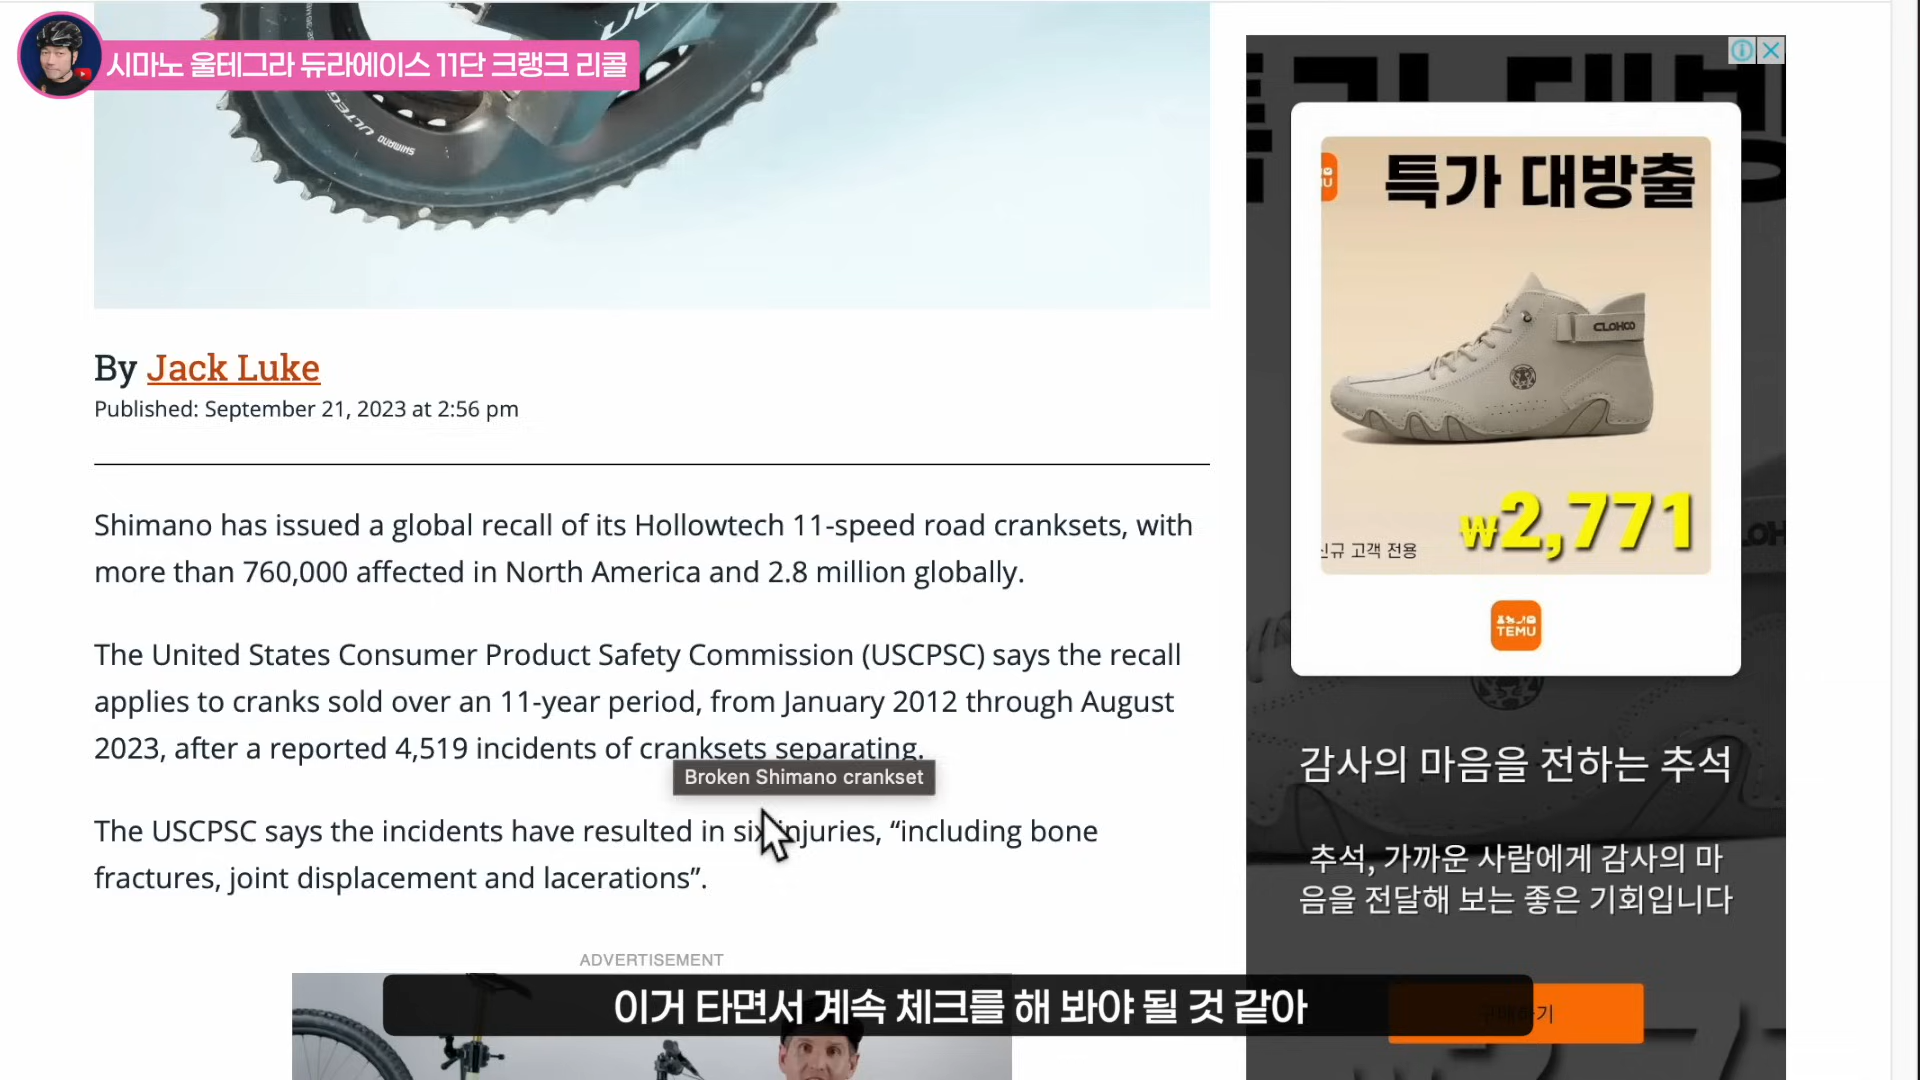 시마노 울테그라 듀라에이스 11단 크랭크 리콜
SHIMANO ULTEG
By Jack Luke
Published: September 21, 2023 at 2:56 pm
Shimano has issued a global recall of its Hollowtech 11-speed road cranksets, with
more than 760,000 affected in North America and 2.8 million globally.
The United States Consumer Product Safety Commission (USCPSC) says the recall
applies to cranks sold over an 11-year period, from January 2012 through August
2023, after a reported 4,519 incidents of cranksets separating.
Broken Shimano crankset
The USCPSC says the incidents have resulted in six injuries, “including bone
fractures, joint displacement and lacerations”.
ADVERTISEMENT
특가 대방출
CLOHOO
₩2,771
신규 고객 전용
TEMU
감사의 마음을 전하는 추석
추석, 가까운 사람에게 감사의 마
음을 전달해 보는 좋은 기회입니다
이거 타면서 계속 체크를 해 봐야 될 것 같아